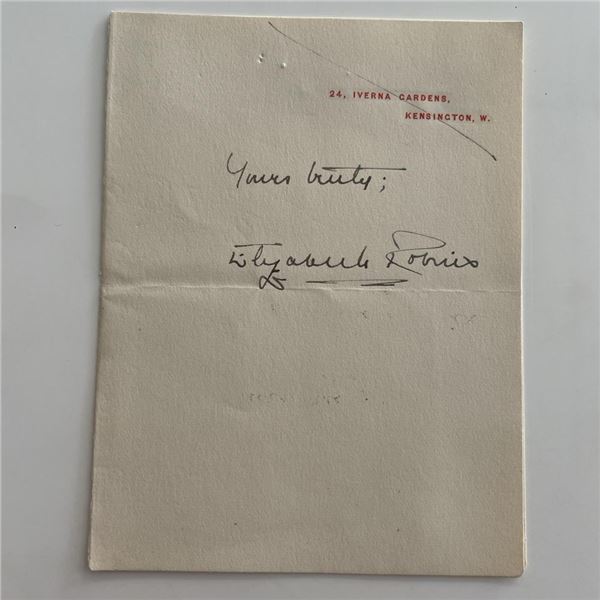 24, IVERNA GARDENS,
KENSINGTON, W.
Yours truly;
Elizabeth Robins